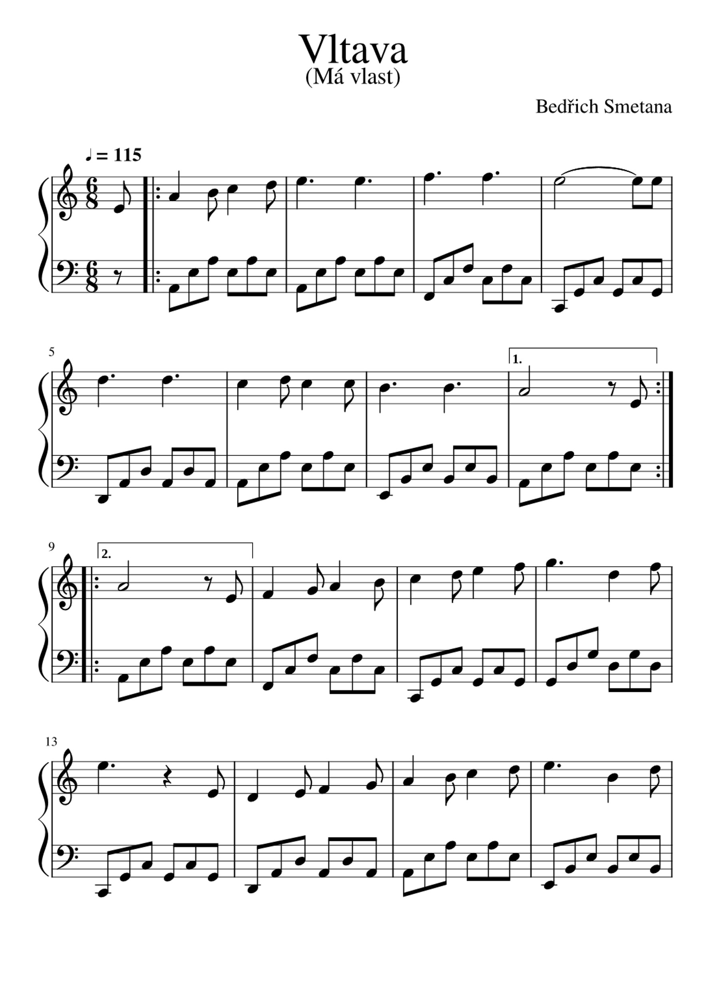 Vltava
(Má vlast)
Bedřich Smetana
♩ = 115
6
8
6
8
5
1.
9
2.
13